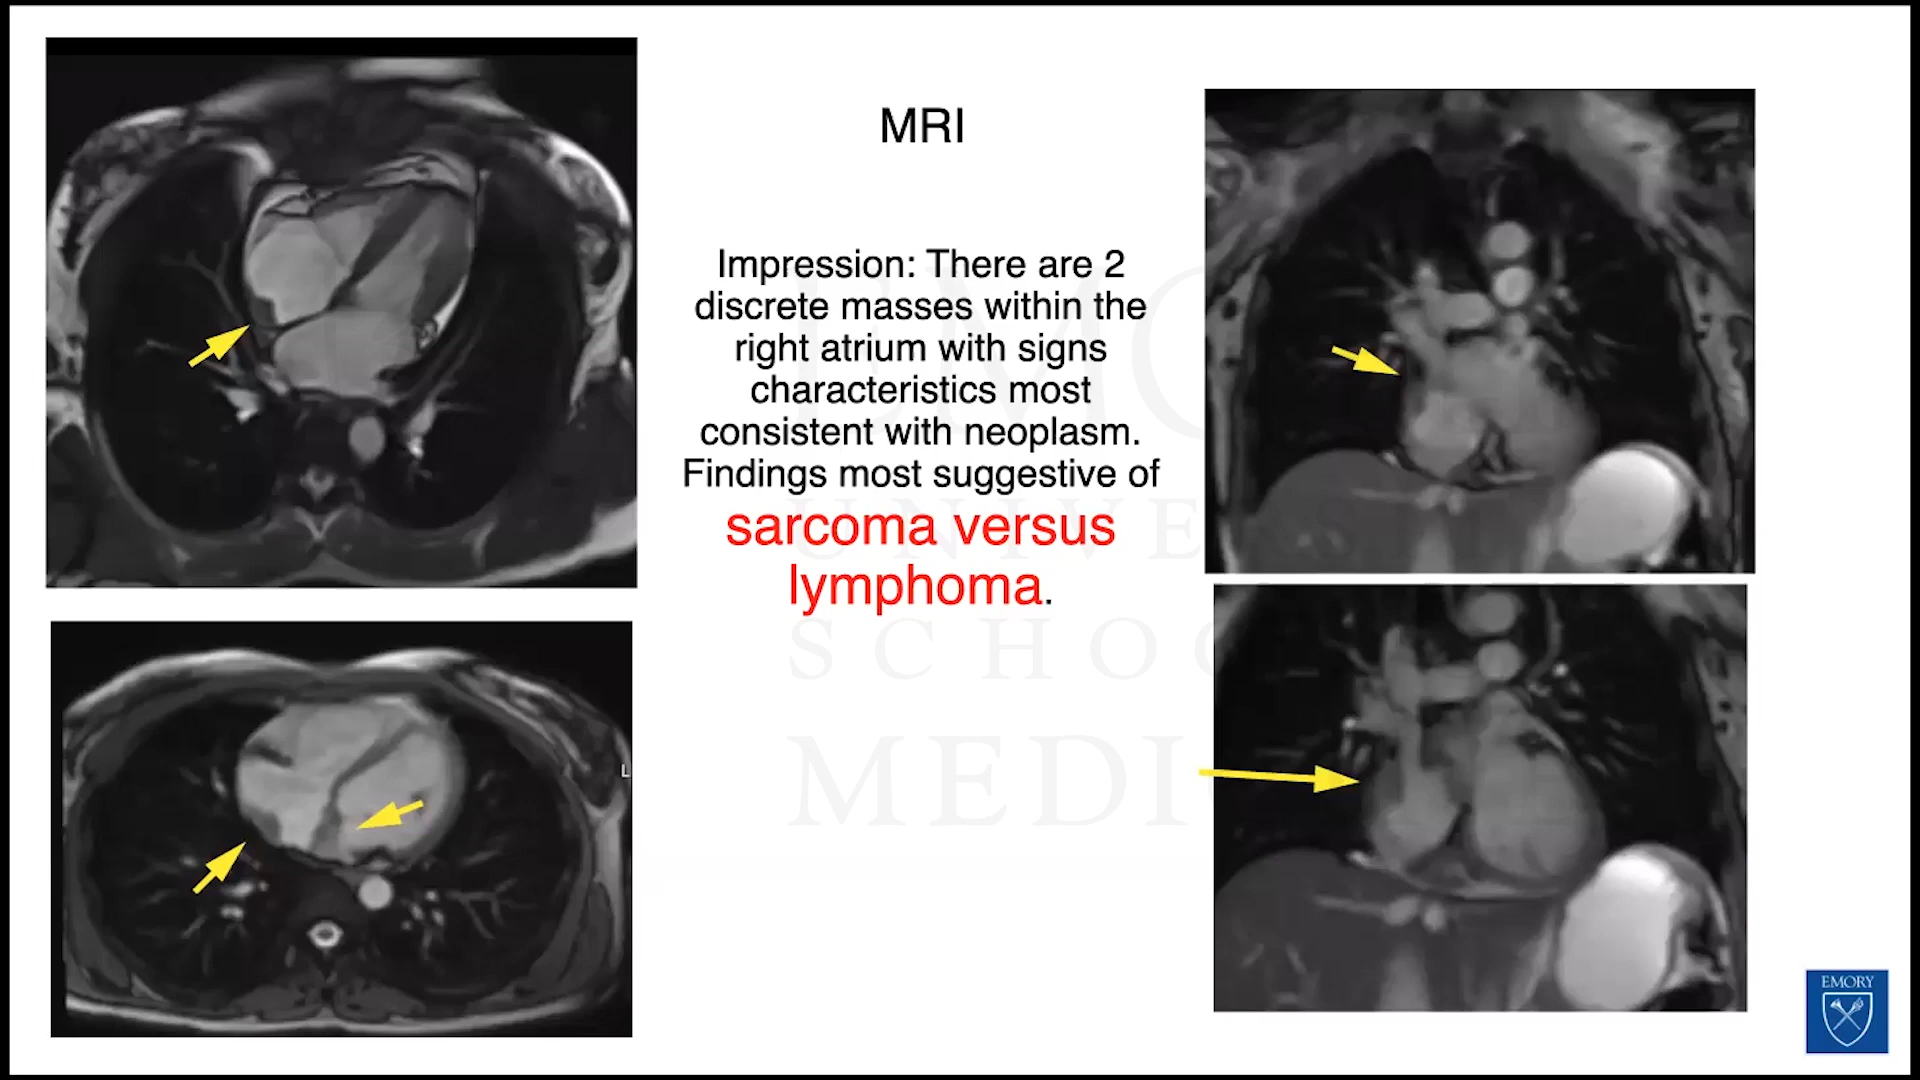 MRI
Impression: There are 2
discrete masses within the
right atrium with signs
characteristics most
consistent with neoplasm.
Findings most suggestive of
sarcoma versus
lymphoma.
L
EMORY